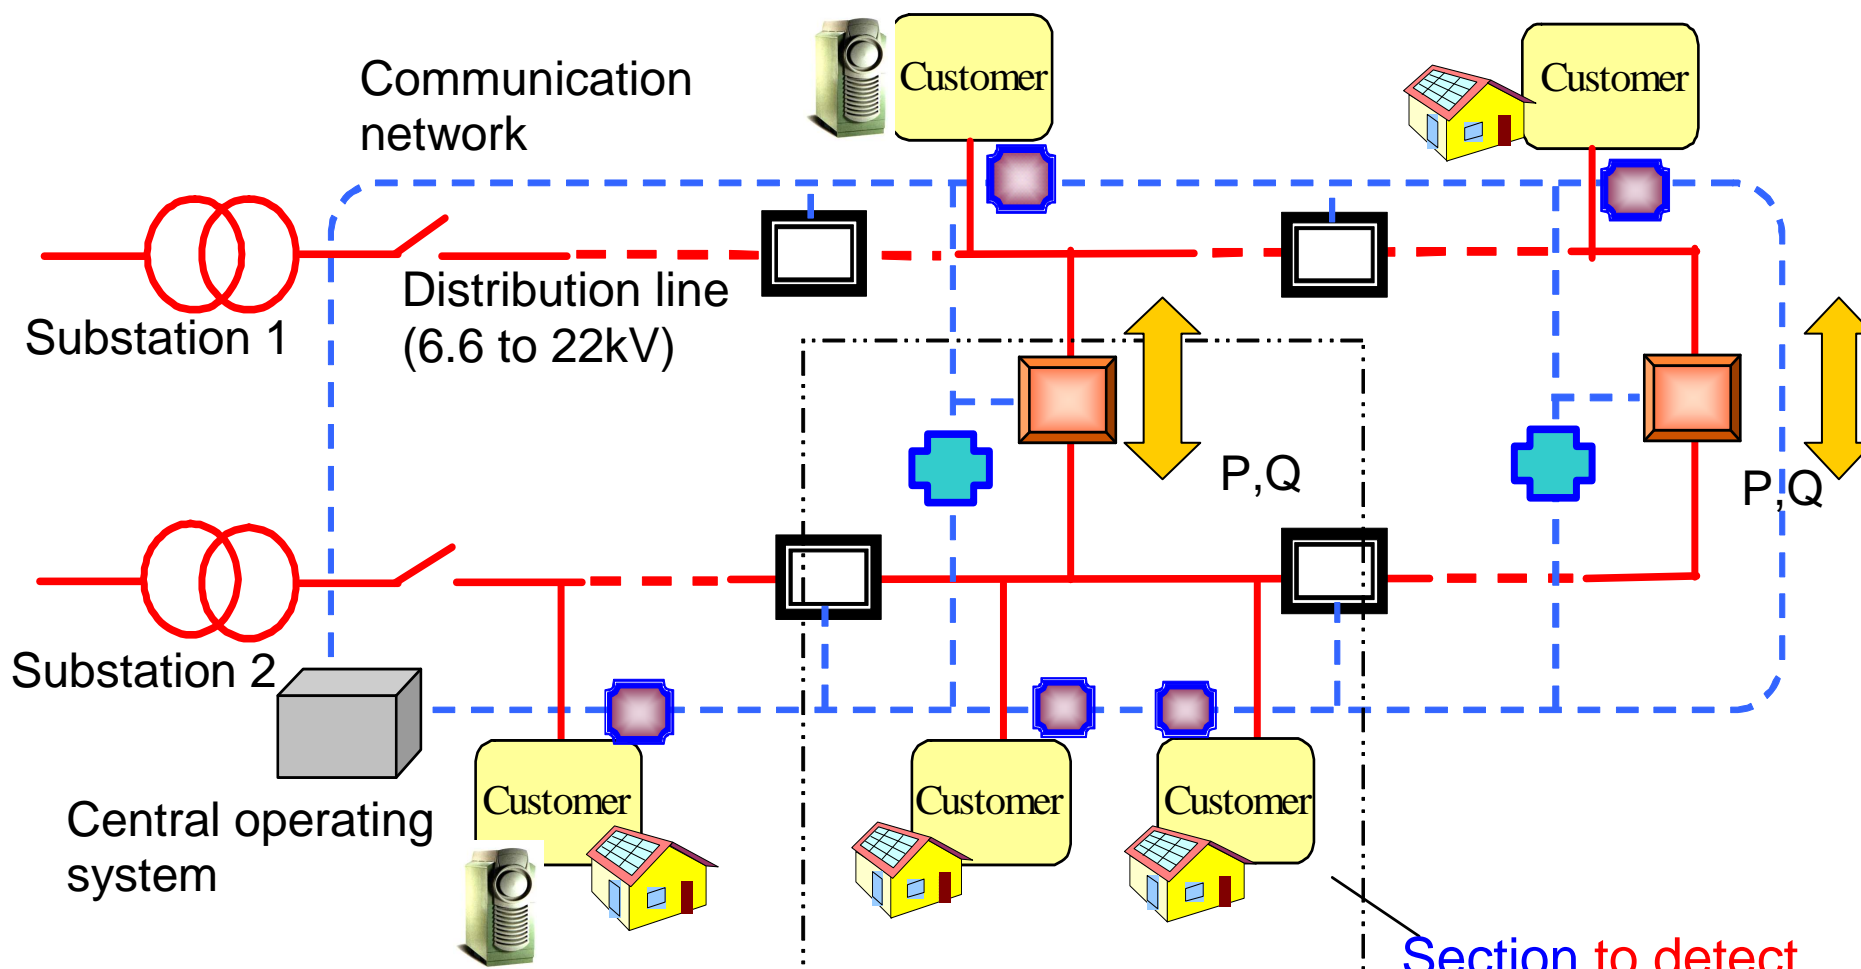 Communication
network
Customer
Customer
Substation 1
Distribution line
(6.6 to 22kV)
P,Q
P,Q
Substation 2
Central operating
system
Customer
Customer
Customer
Section to detect